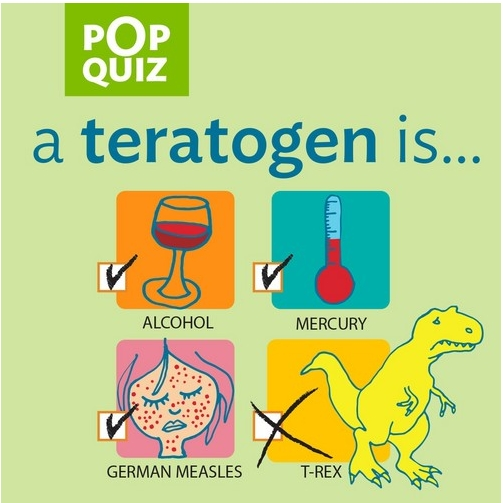 POP
QUIZ
a teratogen is...
ALCOHOL
MERCURY
GERMAN MEASLES
T-REX